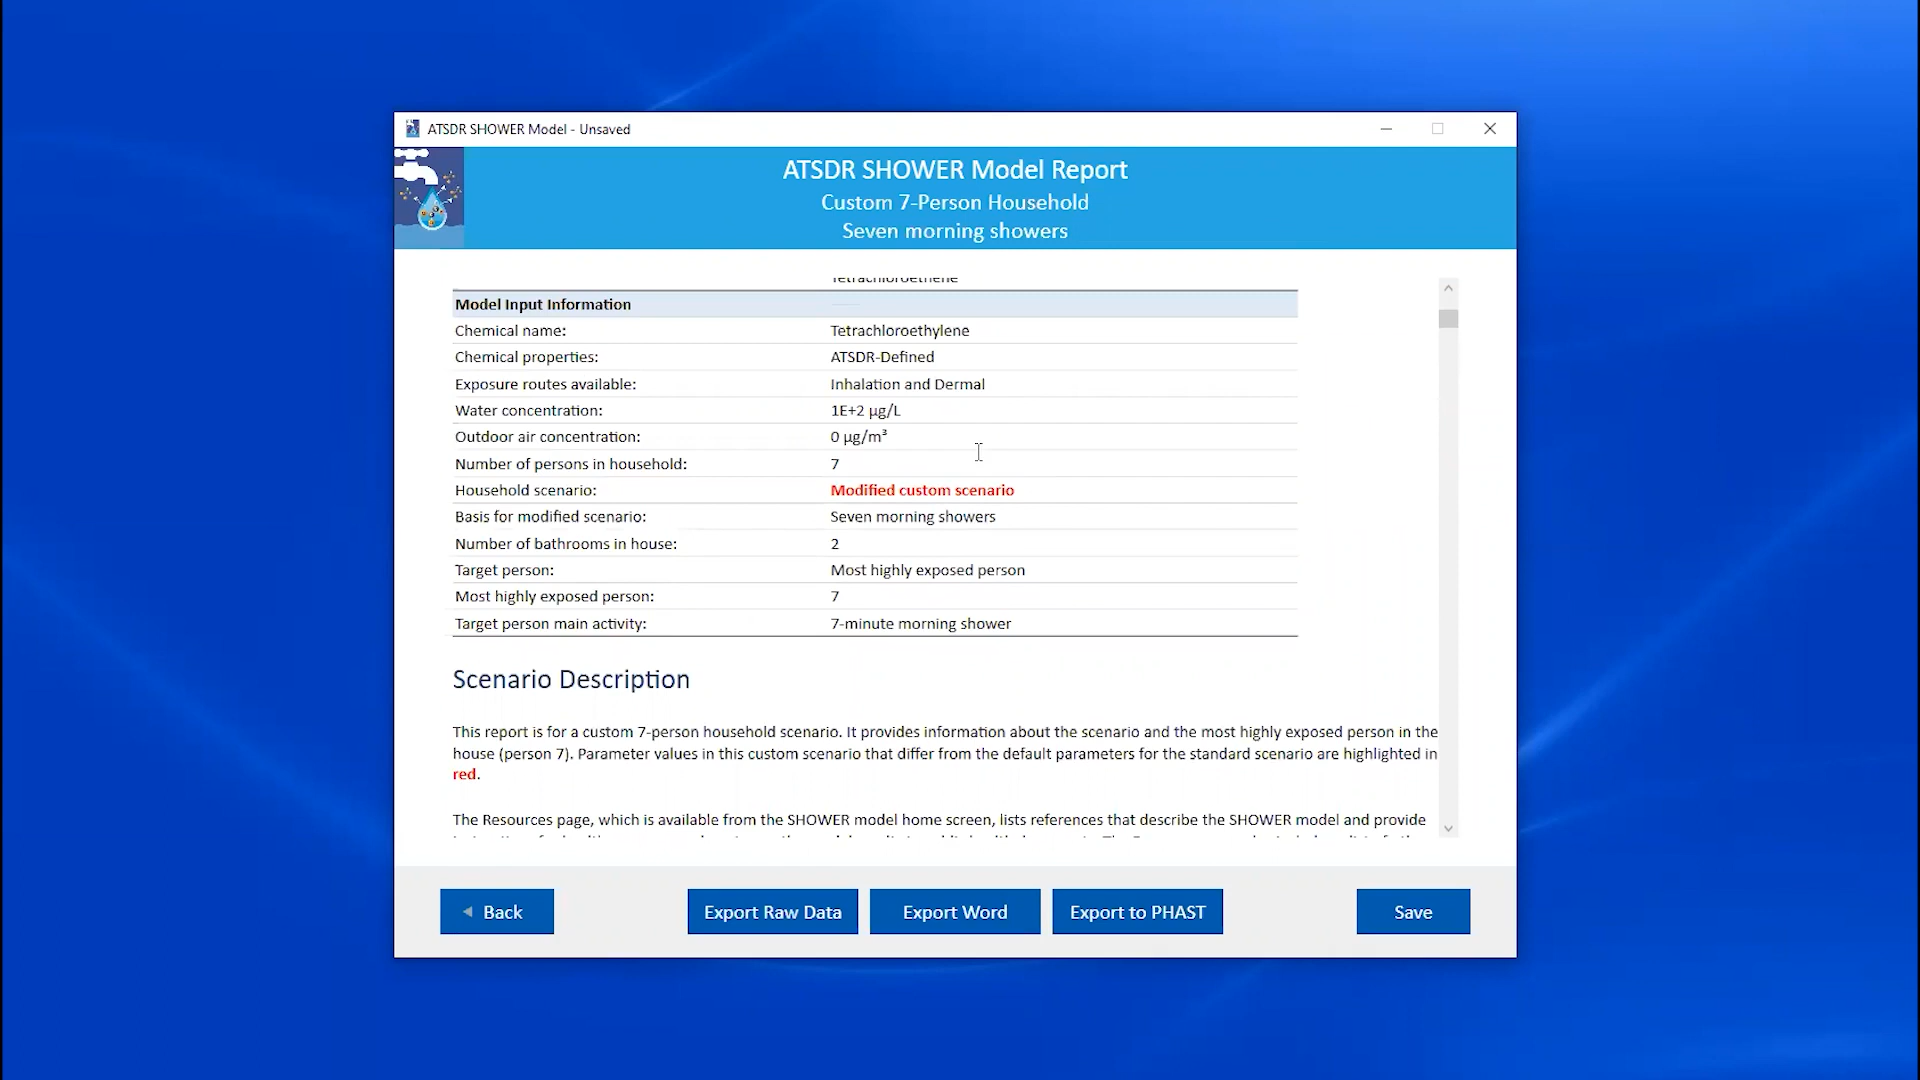 ATSDR SHOWER Model - Unsaved
ATSDR SHOWER Model Report
Custom 7-Person Household
Seven morning showers
Tetrachloroethene
Model Input Information
Chemical name: Tetrachloroethylene
Chemical properties: ATSDR-Defined
Exposure routes available: Inhalation and Dermal
Water concentration: 1E+2 µg/L
Outdoor air concentration: 0 µg/m³
Number of persons in household: 7
Household scenario: Modified custom scenario
Basis for modified scenario: Seven morning showers
Number of bathrooms in house: 2
Target person: Most highly exposed person
Most highly exposed person: 7
Target person main activity: 7-minute morning shower
Scenario Description
This report is for a custom 7-person household scenario. It provides information about the scenario and the most highly exposed person in the
house (person 7). Parameter values in this custom scenario that differ from the default parameters for the standard scenario are highlighted in
red.
The Resources page, which is available from the SHOWER model home screen, lists references that describe the SHOWER model and provide
Back
Export Raw Data
Export Word
Export to PHAST
Save